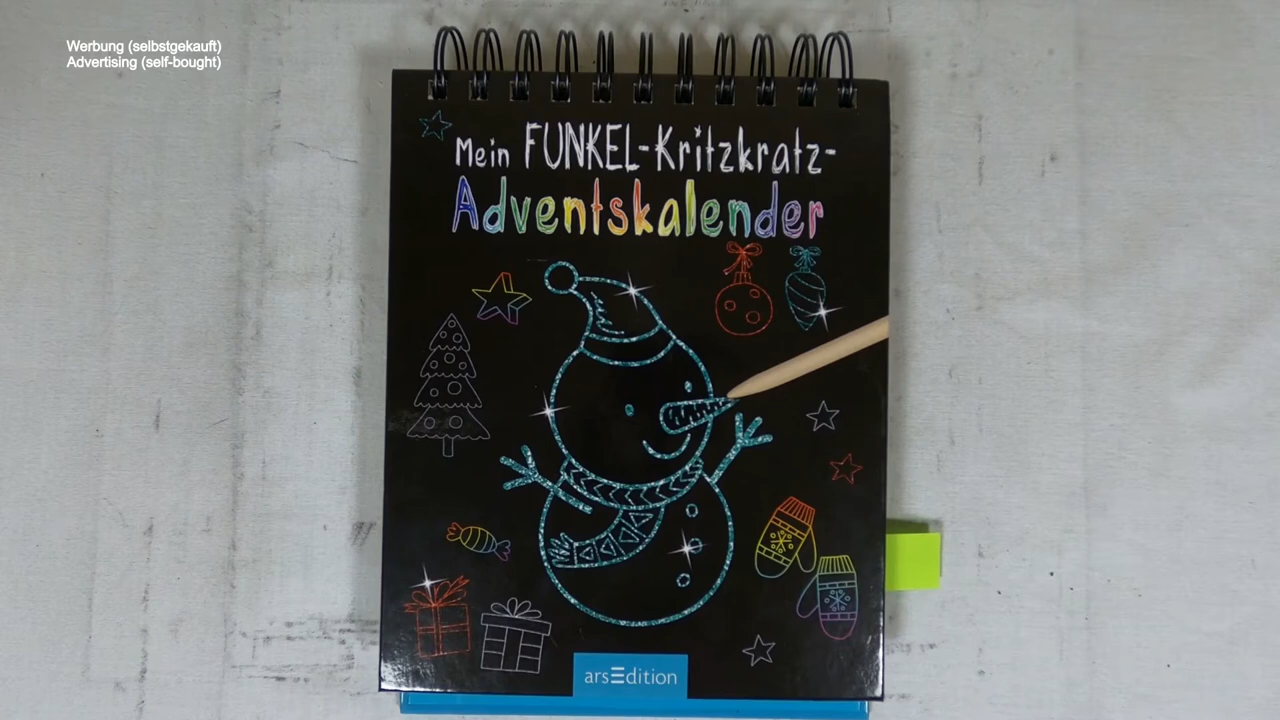 Werbung (selbstgekauft)
Advertising (self-bought)
Mein FUNKEL-Kritzkratz-
Adventskalender
arsEdition